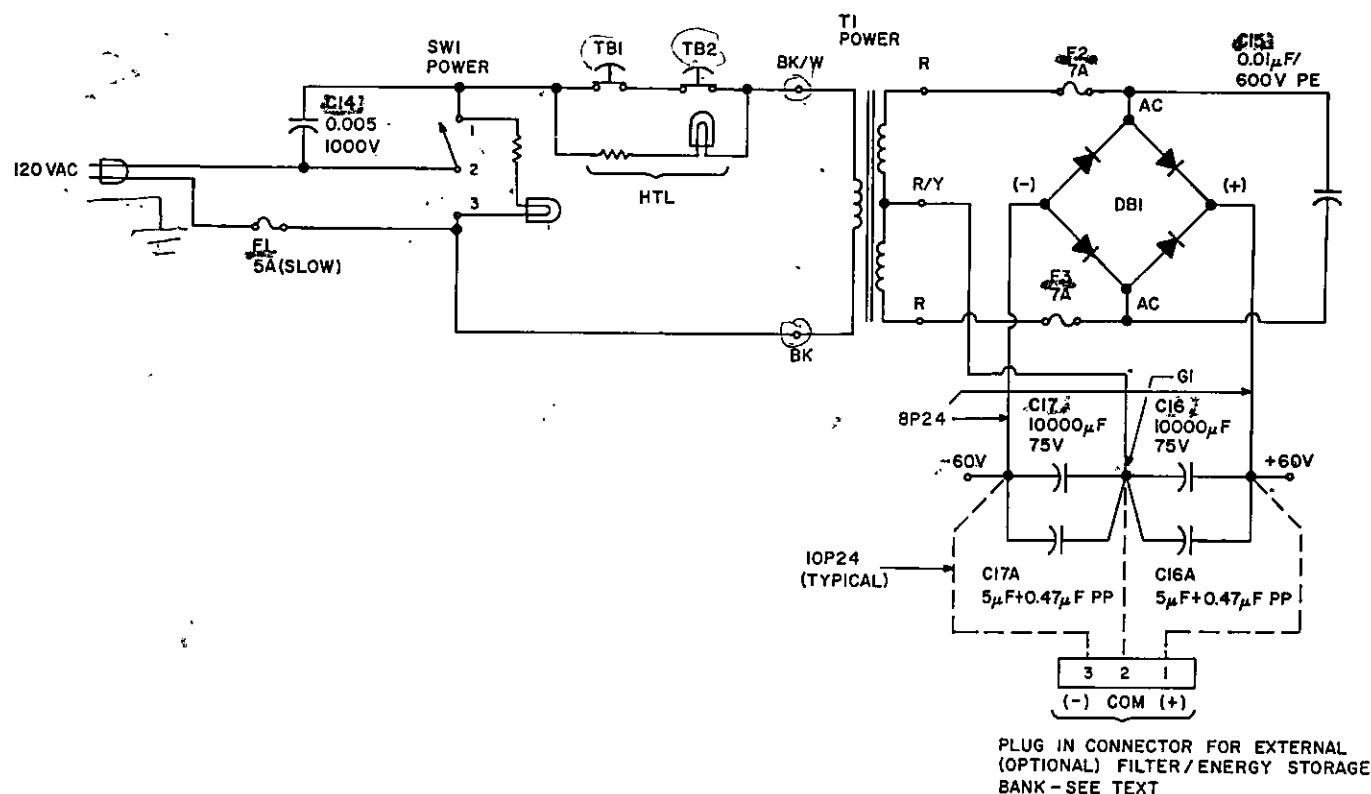 T1
POWER
SW1
POWER
TB1
TB2
BK/W
R
F2
7A
C15
0.01µF/
600V PE
C14
0.005
1000V
1
2
3
120 VAC
HTL
F1
5A (SLOW)
R/Y
AC
(-)
DB1
(+)
F3
7A
R
AC
BK
G1
8P24
C17
10000µF
75V
C16
10000µF
75V
-60V
+60V
10P24
(TYPICAL)
C17A
5µF+0.47µF PP
C16A
5µF+0.47µF PP
3 2 1
(-) COM (+)
PLUG IN CONNECTOR FOR EXTERNAL
(OPTIONAL) FILTER/ENERGY STORAGE
BANK - SEE TEXT